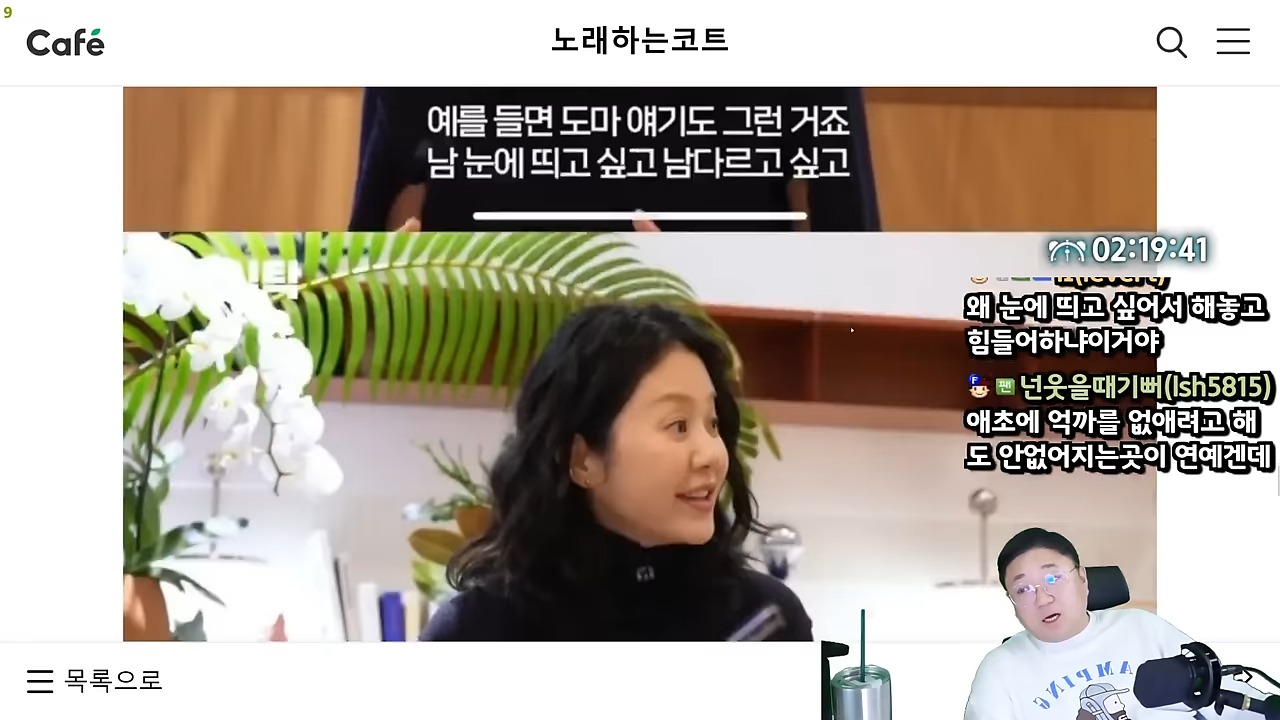 9
Café
노래하는코트
예를 들면 도마 얘기도 그런 거죠
남 눈에 띄고 싶고 남다르고 싶고
02:19:41
왜 눈에 띄고 싶어서 해놓고
힘들어하냐이거야
F 팬 넌웃을때기뻐(lsh5815)
애초에 억까를 없애려고 해
도 안없어지는곳이 연예겐데
목록으로